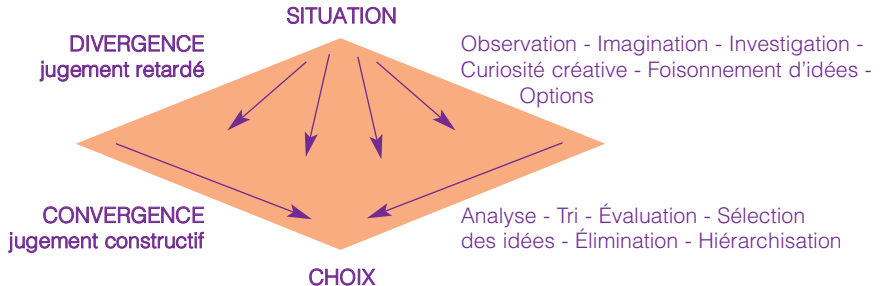 SITUATION
DIVERGENCE
jugement retardé
Observation - Imagination - Investigation -
Curiosité créative - Foisonnement d’idées -
Options
CONVERGENCE
jugement constructif
Analyse - Tri - Évaluation - Sélection
des idées - Élimination - Hiérarchisation
CHOIX